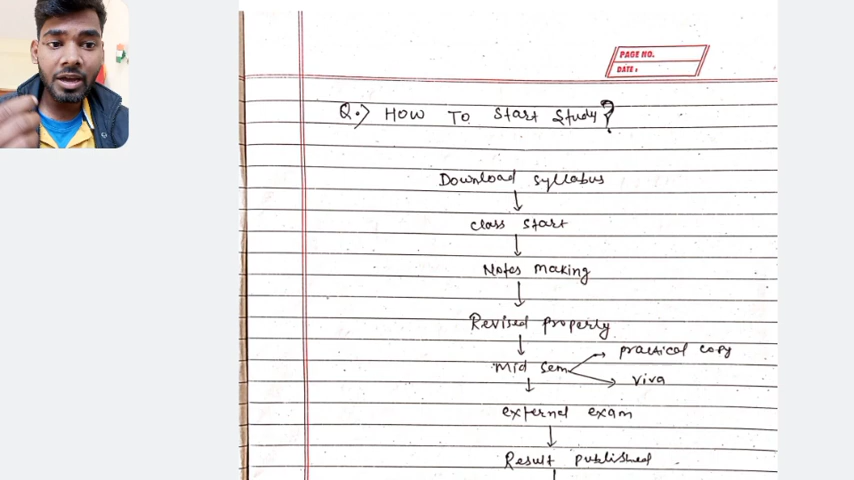 PAGE NO.
DATE :
Q.) HOW TO Start Study?
Download syllabus
class start
Notes making
Revised property
Mid sem
practical copy
viva
external exam
Result published